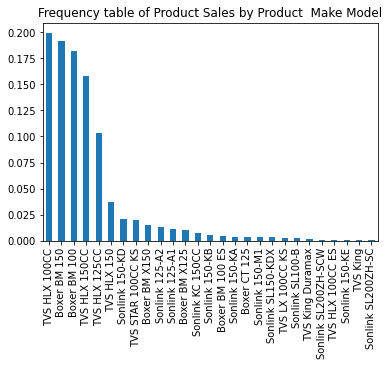 Frequency table of Product Sales by Product  Make Model
0.200
0.175
0.150
0.125
0.100
0.075
0.050
0.025
0.000
TVS HLX 100CC
Boxer BM 150
Boxer BM 100
TVS HLX 150CC
TVS HLX 125CC
TVS HLX 150
Sonlink 150-KD
TVS STAR 100CC KS
Boxer BM X150
Sonlink 125-A2
Sonlink 125-A1
Boxer BM X125
Sonlink KC 150CC
Sonlink 150-KB
Boxer BM 100 ES
Sonlink 150-KA
Boxer CT 125
Sonlink 150-M1
Sonlink SL150-KDX
TVS LX 100CC KS
Sonlink SL100-B
TVS King Duramax
Sonlink SL200ZH-SCW
TVS HLX 100CC ES
Sonlink 150-KE
TVS King
Sonlink SL200ZH-SC